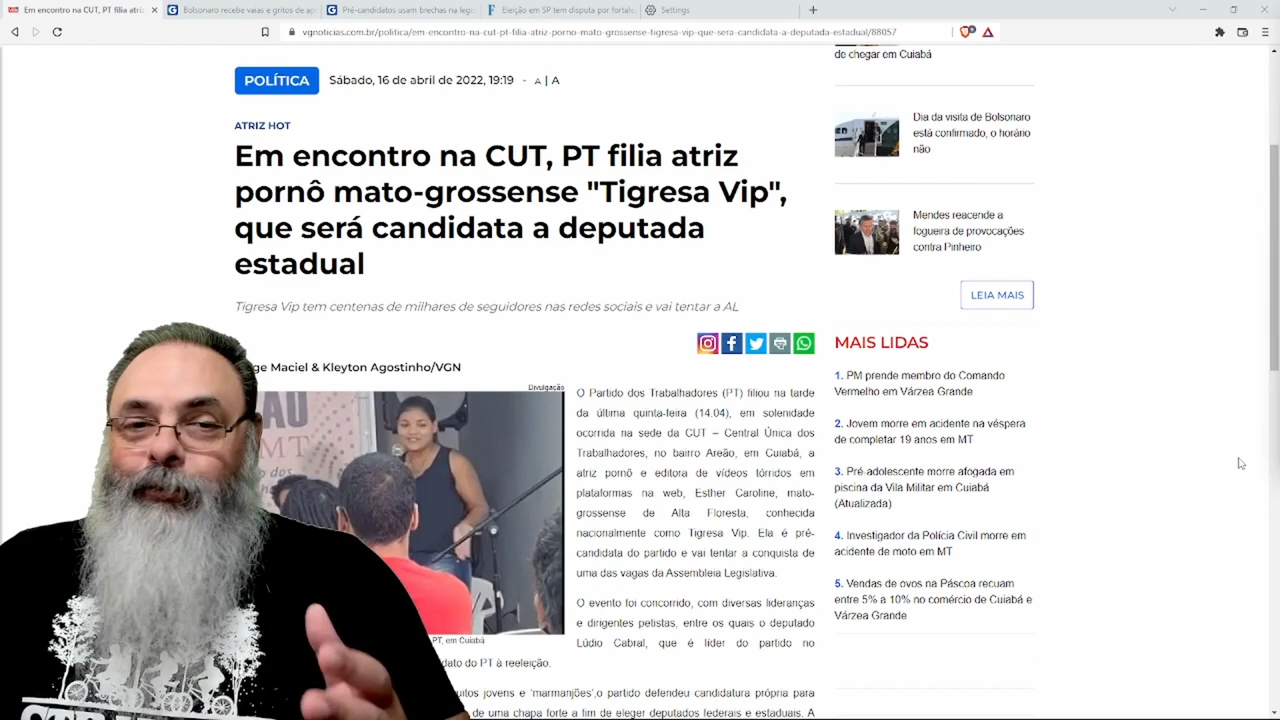 Em encontro na CUT, PT filia atriz
Bolsonaro recebe vaias e gritos de ap
Pré-candidatos usam brechas na legis
Eleição em SP tem disputa por fortale
Settings
vgnoticias.com.br/politica/em-encontro-na-cut-pt-filia-atriz-porno-mato-grossense-tigresa-vip-que-sera-candidata-a-deputada-estadual/88057
POLÍTICA
Sábado, 16 de abril de 2022, 19:19 - A | A
ATRIZ HOT
Em encontro na CUT, PT filia atriz
pornô mato-grossense "Tigresa Vip",
que será candidata a deputada
estadual
Tigresa Vip tem centenas de milhares de seguidores nas redes sociais e vai tentar a AL
ge Maciel & Kleyton Agostinho/VGN
Divulgação
MT
PT, em Cuiabá
O Partido dos Trabalhadores (PT) filiou na tarde
da última quinta-feira (14.04), em solenidade
ocorrida na sede da CUT – Central Única dos
Trabalhadores, no bairro Areão, em Cuiabá, a
atriz pornô e editora de vídeos tórridos em
plataformas na web, Esther Caroline, mato-
grossense de Alta Floresta, conhecida
nacionalmente como Tigresa Vip. Ela é pré-
candidata do partido e vai tentar a conquista de
uma das vagas da Assembleia Legislativa.
O evento foi concorrido, com diversas lideranças
e dirigentes petistas, entre os quais o deputado
Lúdio Cabral, que é líder do partido no
dato do PT à reeleição.
uitos jovens e 'marmanjões',o partido defendeu candidatura própria para
de uma chapa forte a fim de eleger deputados federais e estaduais. A
de chegar em Cuiabá
Dia da visita de Bolsonaro
está confirmado, o horário
não
Mendes reacende a
fogueira de provocações
contra Pinheiro
LEIA MAIS
MAIS LIDAS
1. PM prende membro do Comando
Vermelho em Várzea Grande
2. Jovem morre em acidente na véspera
de completar 19 anos em MT
3. Pré-adolescente morre afogada em
piscina da Vila Militar em Cuiabá
(Atualizada)
4. Investigador da Polícia Civil morre em
acidente de moto em MT
5. Vendas de ovos na Páscoa recuam
entre 5% a 10% no comércio de Cuiabá e
Várzea Grande